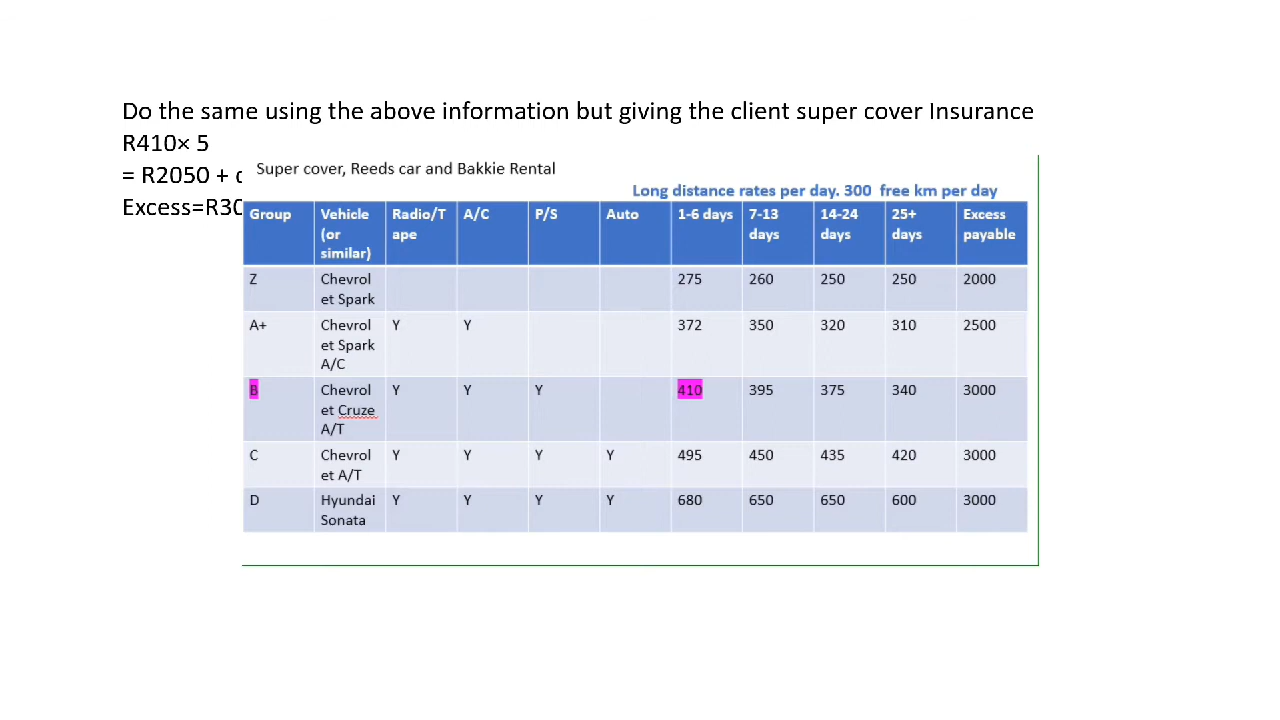 Do the same using the above information but giving the client super cover Insurance
R410× 5
= R2050 +
Excess=R30
Super cover, Reeds car and Bakkie Rental
Long distance rates per day. 300 free km per day
Group Vehicle (or similar) Radio/Tape A/C P/S Auto 1-6 days 7-13 days 14-24 days 25+ days Excess payable
Z Chevrolet Spark 275 260 250 250 2000
A+ Chevrolet Spark A/C Y Y 372 350 320 310 2500
B Chevrolet Cruze A/T Y Y Y 410 395 375 340 3000
C Chevrolet A/T Y Y Y Y 495 450 435 420 3000
D Hyundai Sonata Y Y Y Y 680 650 650 600 3000